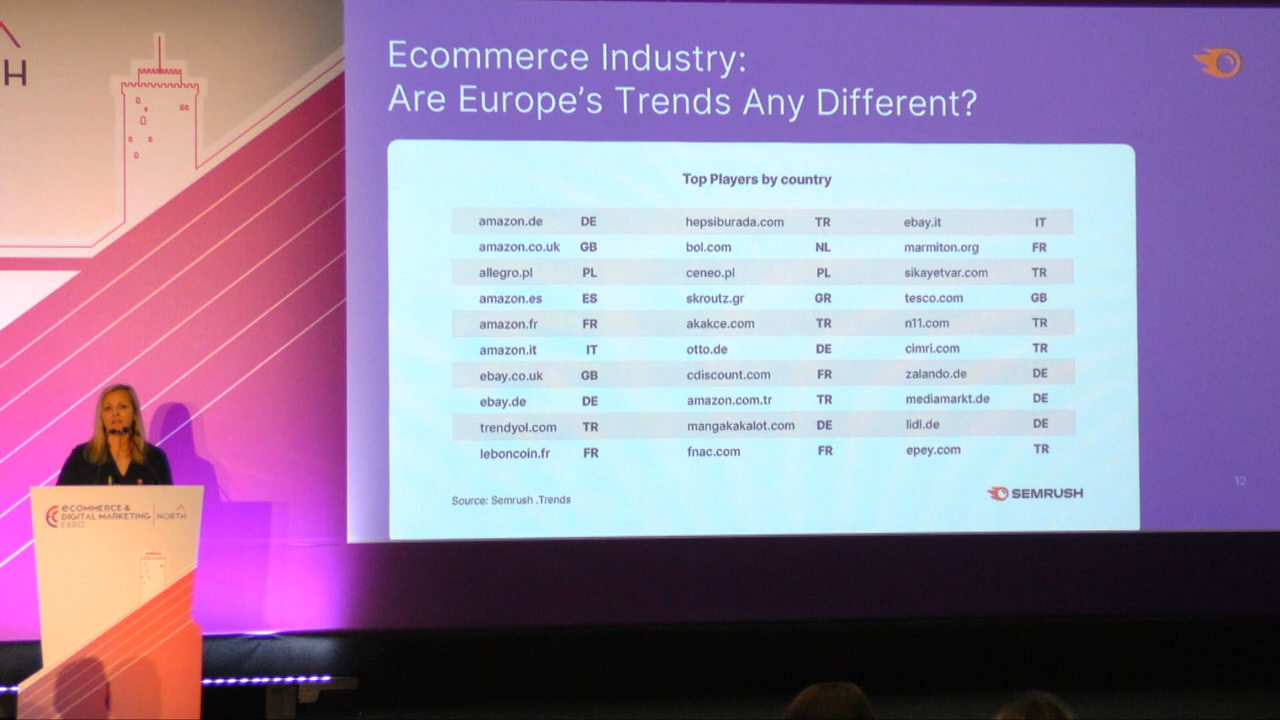 H
Ecommerce Industry:
Are Europe's Trends Any Different?
Top Players by country
amazon.de DE hepsiburada.com TR ebay.it IT
amazon.co.uk GB bol.com NL marmiton.org FR
allegro.pl PL ceneo.pl PL sikayetvar.com TR
amazon.es ES skroutz.gr GR tesco.com GB
amazon.fr FR akakce.com TR n11.com TR
amazon.it IT otto.de DE cimri.com TR
ebay.co.uk GB cdiscount.com FR zalando.de DE
ebay.de DE amazon.com.tr TR mediamarkt.de DE
trendyol.com TR mangakakalot.com DE lidl.de DE
leboncoin.fr FR fnac.com FR epey.com TR
Source: Semrush .Trends
SEMRUSH
12
eCOMMERCE &
DIGITAL MARKETING NORTH
EXPO